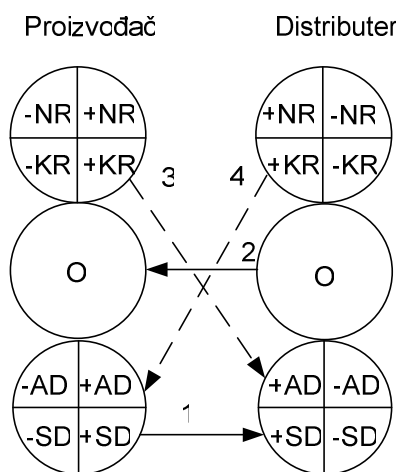 Proizvođač Distributer
-NR +NR +NR -NR
-KR +KR 3 4 +KR -KR
2
O O
-AD +AD +AD -AD
1
-SD +SD +SD -SD